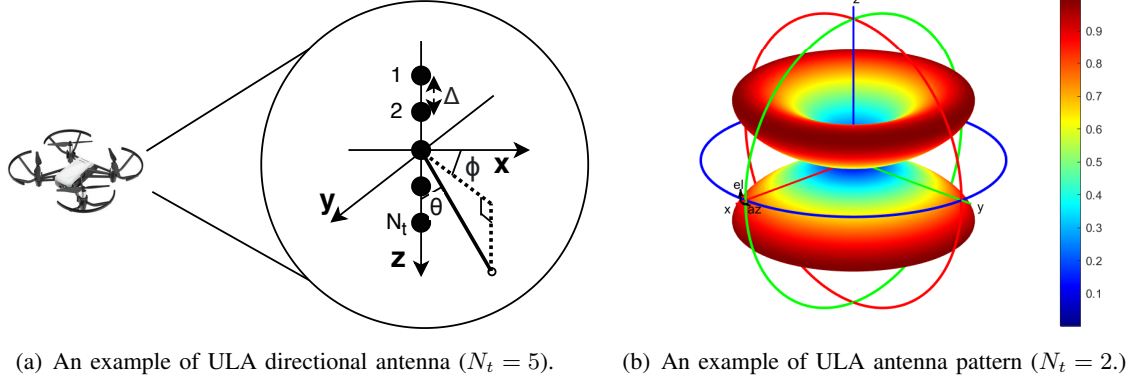 1
2
Δ
x
ϕ
y
θ
N_t
z
z
el
x
az
y
0.9
0.8
0.7
0.6
0.5
0.4
0.3
0.2
0.1
(a) An example of ULA directional antenna (N_t = 5).
(b) An example of ULA antenna pattern (N_t = 2.)